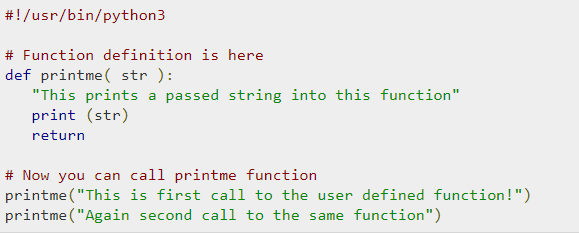 #!/usr/bin/python3

# Function definition is here
def printme( str ):
   "This prints a passed string into this function"
   print (str)
   return

# Now you can call printme function
printme("This is first call to the user defined function!")
printme("Again second call to the same function")